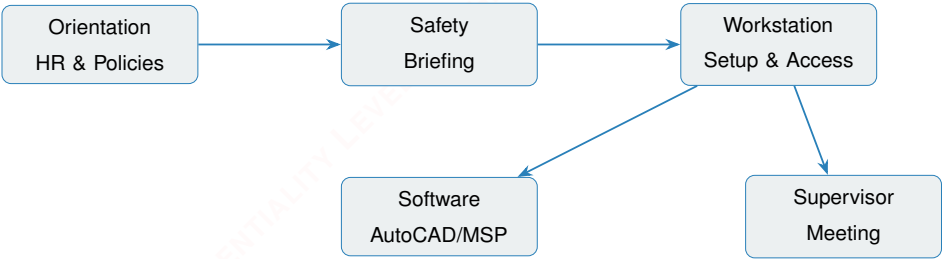 Orientation
HR & Policies
Safety
Briefing
Workstation
Setup & Access
Software
AutoCAD/MSP
Supervisor
Meeting